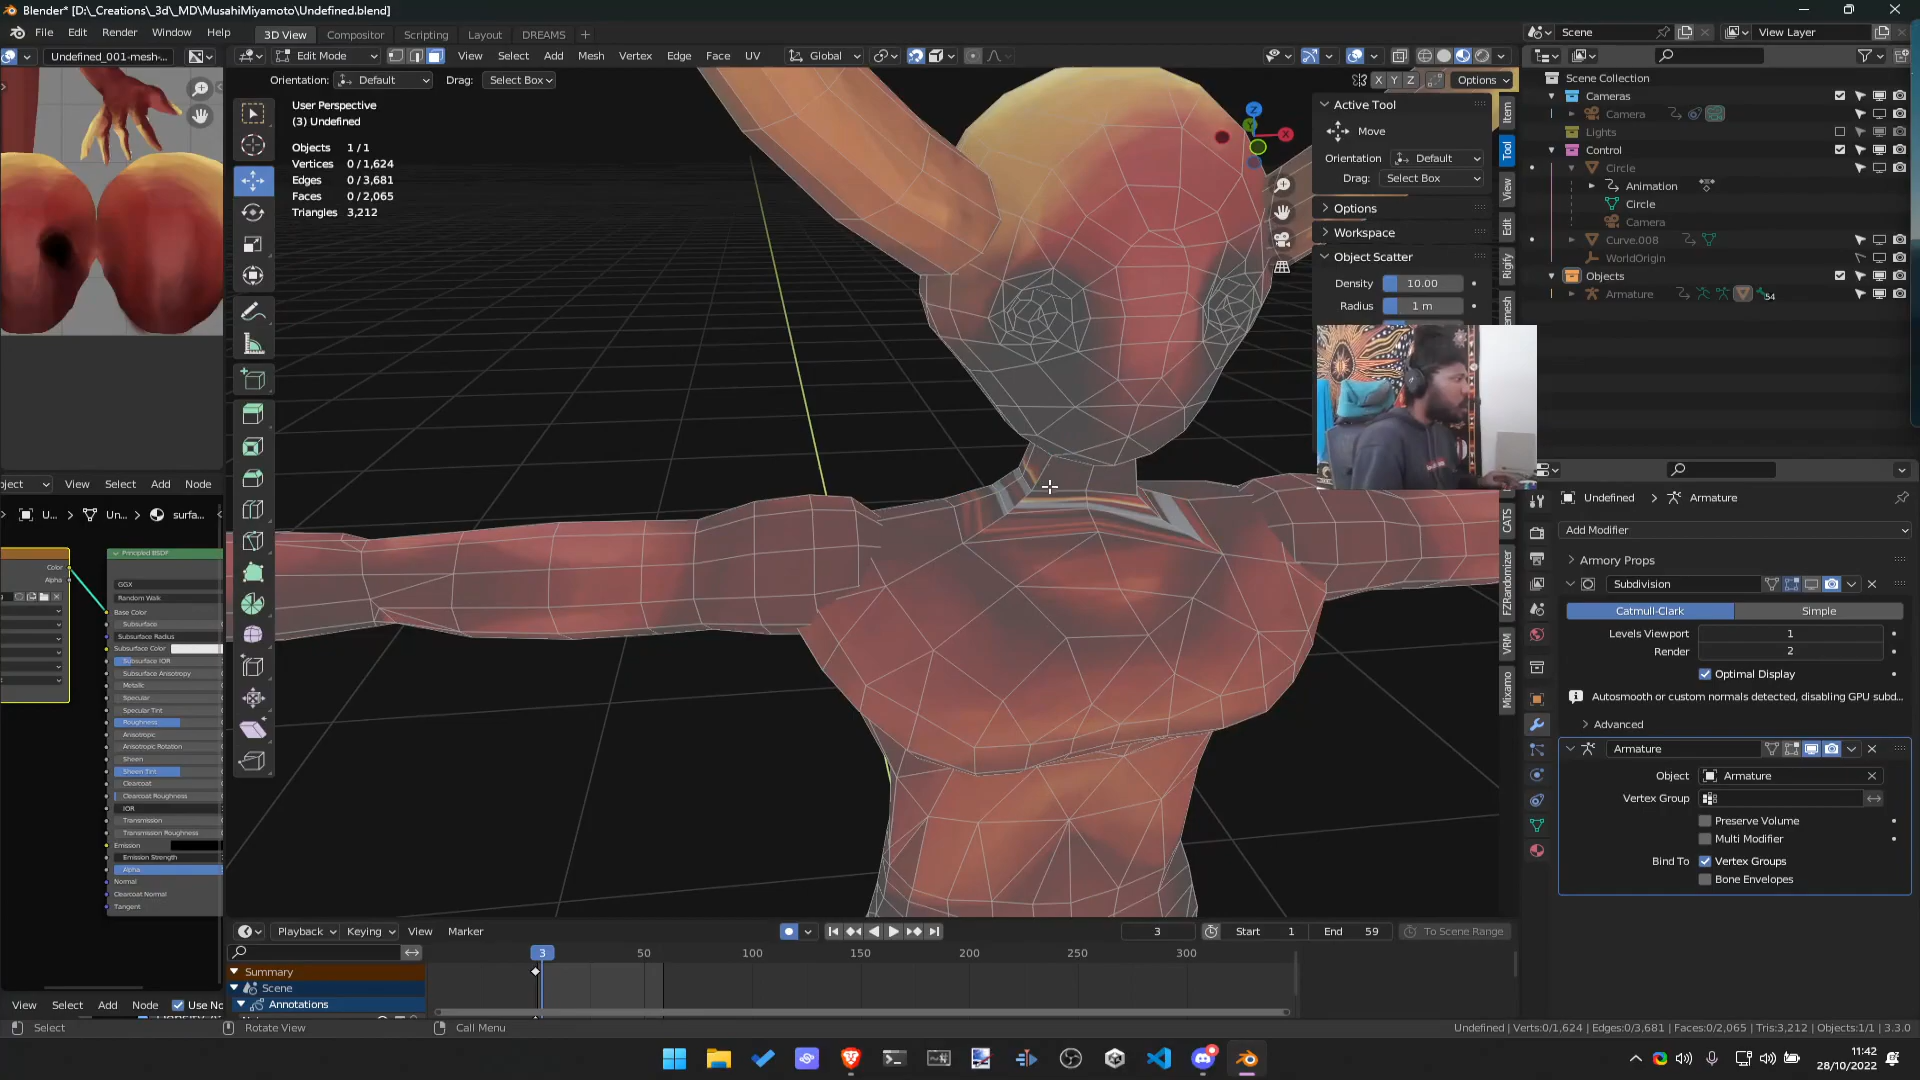 Blender* [D:\_Creations\_3d\_MD\MusahiMiyamoto\Undefined.blend]
File Edit Render Window Help
3D View Compositor Scripting Layout DREAMS +
Scene
View Layer
Undefined_001-mesh-...
Edit Mode
View Select Add Mesh Vertex Edge Face UV
Global
Orientation: Default Drag: Select Box
X Y Z Options
User Perspective
(3) Undefined
Objects 1 / 1
Vertices 0 / 1,624
Edges 0 / 3,681
Faces 0 / 2,065
Triangles 3,212
Z
X
Active Tool
Move
Orientation Default
Drag: Select Box
Options
Workspace
Object Scatter
Density 10.00
Radius 1 m
Item
Tool
View
Edit
Rigify
CATS
FZRandomizer
VRM
Mixamo
Scene Collection
Cameras
Camera
Lights
Control
Circle
Animation
Circle
Camera
Curve.008
WorldOrigin
Objects
Armature 54
Undefined > Armature
Add Modifier
Armory Props
Subdivision
Catmull-Clark Simple
Levels Viewport 1
Render 2
Optimal Display
Autosmooth or custom normals detected, disabling GPU subd...
Advanced
Armature
Object Armature
Vertex Group
Preserve Volume
Multi Modifier
Bind To Vertex Groups
Bone Envelopes
bject View Select Add Node
U... > Un... > surfa...
Color
Alpha
Principled BSDF
GGX
Random Walk
Base Color
Subsurface
Subsurface Radius
Subsurface Color
Subsurface IOR
Subsurface Anisotropy
Metallic
Specular
Specular Tint
Roughness
Anisotropic
Anisotropic Rotation
Sheen
Sheen Tint
Clearcoat
Clearcoat Roughness
IOR
Transmission
Transmission Roughness
Emission
Emission Strength
Alpha
Normal
Clearcoat Normal
Tangent
View Select Add Node Use No
Playback Keying View Marker
3 Start 1 End 59 To Scene Range
3 50 100 150 200 250 300
Summary
Scene
Annotations
Select Rotate View Call Menu
Undefined | Verts:0/1,624 | Edges:0/3,681 | Faces:0/2,065 | Tris:3,212 | Objects:1/1 | 3.3.0
11:42
28/10/2022